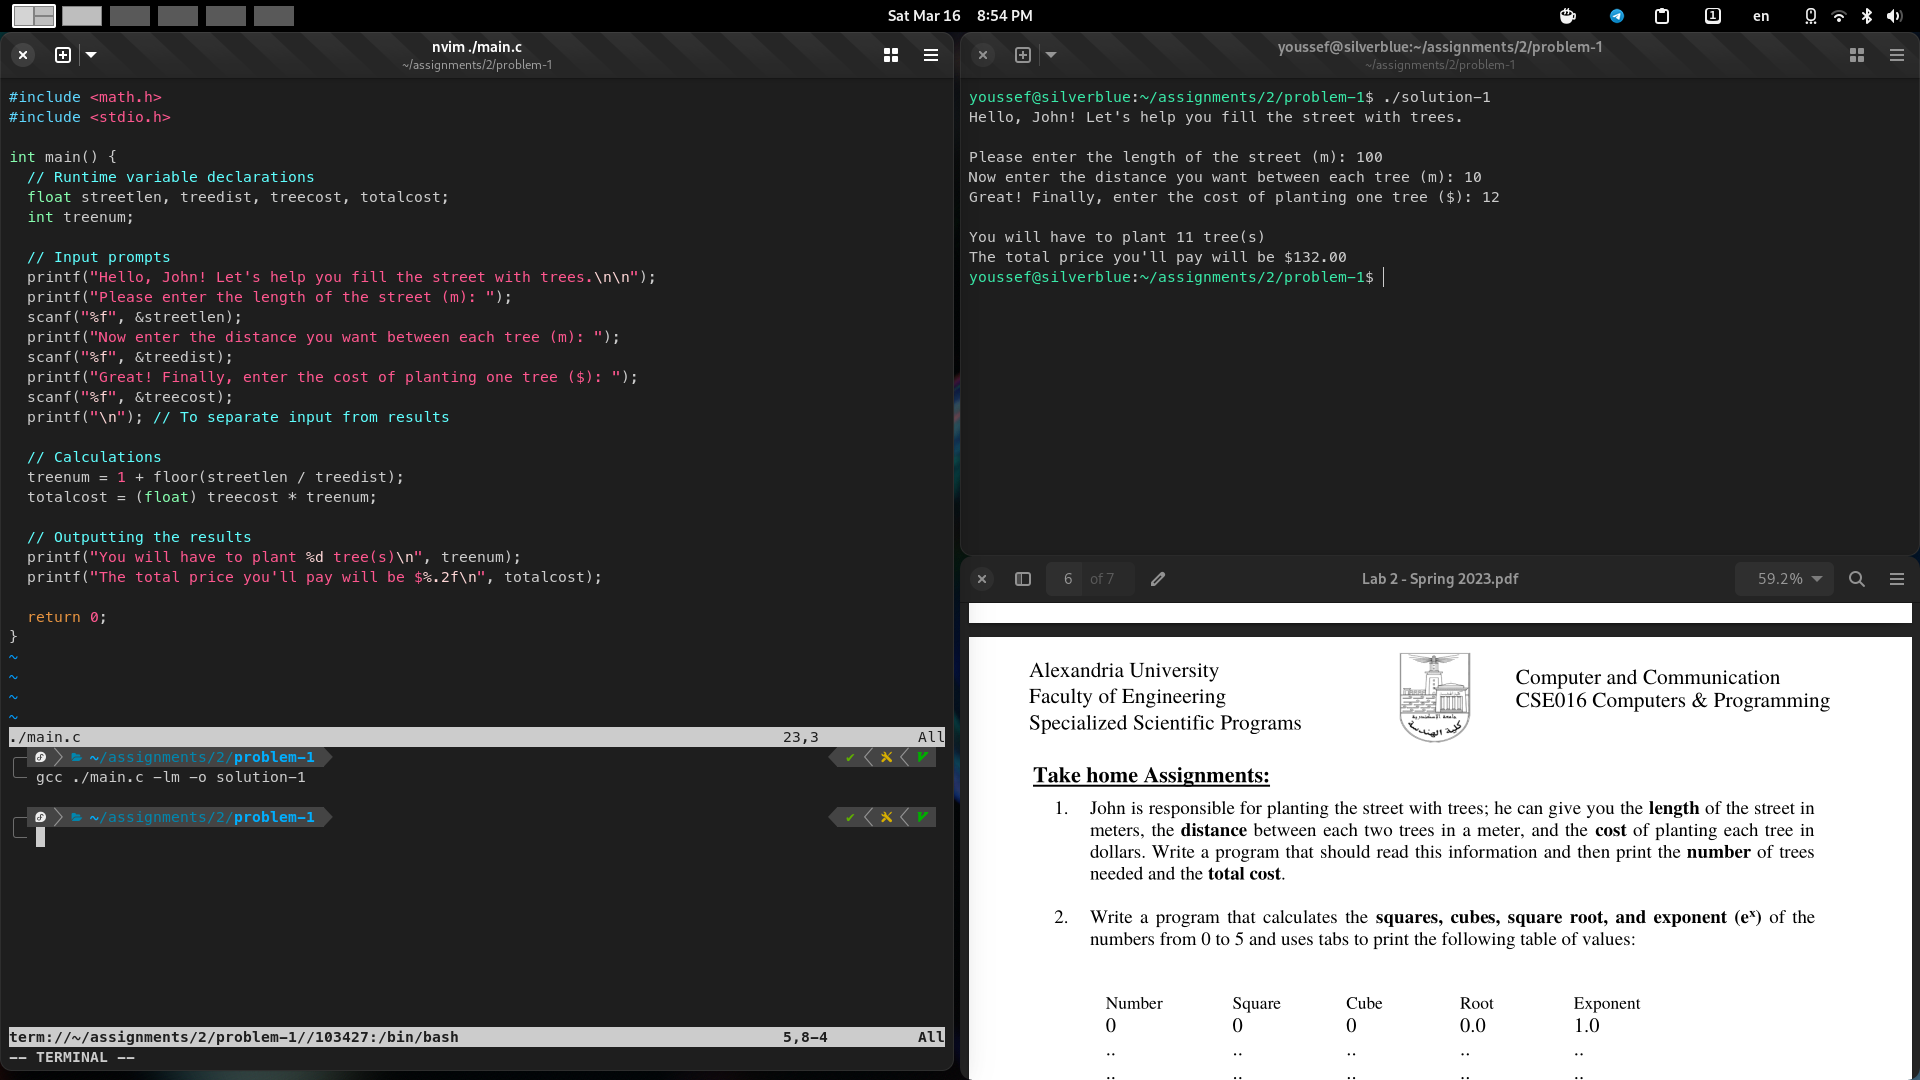 Sat Mar 16 8:54 PM
1
en
nvim ./main.c
~/assignments/2/problem-1
#include <math.h>
#include <stdio.h>
int main() {
// Runtime variable declarations
float streetlen, treedist, treecost, totalcost;
int treenum;
// Input prompts
printf("Hello, John! Let's help you fill the street with trees.\n\n");
printf("Please enter the length of the street (m): ");
scanf("%f", &streetlen);
printf("Now enter the distance you want between each tree (m): ");
scanf("%f", &treedist);
printf("Great! Finally, enter the cost of planting one tree ($): ");
scanf("%f", &treecost);
printf("\n"); // To separate input from results
// Calculations
treenum = 1 + floor(streetlen / treedist);
totalcost = (float) treecost * treenum;
// Outputting the results
printf("You will have to plant %d tree(s)\n", treenum);
printf("The total price you'll pay will be $%.2f\n", totalcost);
return 0;
}
~
~
~
~
./main.c 23,3 All
~/assignments/2/problem-1
gcc ./main.c -lm -o solution-1
~/assignments/2/problem-1
term://~/assignments/2/problem-1//103427:/bin/bash 5,8-4 All
-- TERMINAL --
youssef@silverblue:~/assignments/2/problem-1
~/assignments/2/problem-1
youssef@silverblue:~/assignments/2/problem-1$ ./solution-1
Hello, John! Let's help you fill the street with trees.
Please enter the length of the street (m): 100
Now enter the distance you want between each tree (m): 10
Great! Finally, enter the cost of planting one tree ($): 12
You will have to plant 11 tree(s)
The total price you'll pay will be $132.00
youssef@silverblue:~/assignments/2/problem-1$
6 of 7
Lab 2 - Spring 2023.pdf
59.2%
Alexandria University
Faculty of Engineering
Specialized Scientific Programs
Computer and Communication
CSE016 Computers & Programming
Take home Assignments:
1. John is responsible for planting the street with trees; he can give you the length of the street in
meters, the distance between each two trees in a meter, and the cost of planting each tree in
dollars. Write a program that should read this information and then print the number of trees
needed and the total cost.
2. Write a program that calculates the squares, cubes, square root, and exponent (eˣ) of the
numbers from 0 to 5 and uses tabs to print the following table of values:
Number Square Cube Root Exponent
0 0 0 0.0 1.0
.. .. .. .. ..
.. .. .. .. ..